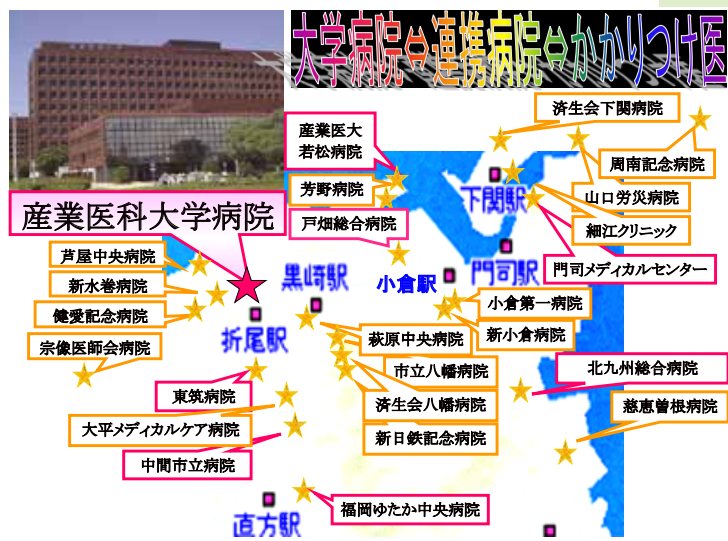 大学病院⇔連携病院⇔かかりつけ医
済生会下関病院
産業医大
若松病院
周南記念病院
芳野病院
下関駅
山口労災病院
産業医科大学病院
戸畑総合病院
細江クリニック
芦屋中央病院
門司駅
門司メディカルセンター
黒崎駅
小倉駅
新水巻病院
小倉第一病院
健愛記念病院
折尾駅
萩原中央病院
新小倉病院
宗像医師会病院
市立八幡病院
北九州総合病院
東筑病院
済生会八幡病院
慈恵曽根病院
大平メディカルケア病院
新日鉄記念病院
中間市立病院
福岡ゆたか中央病院
直方駅